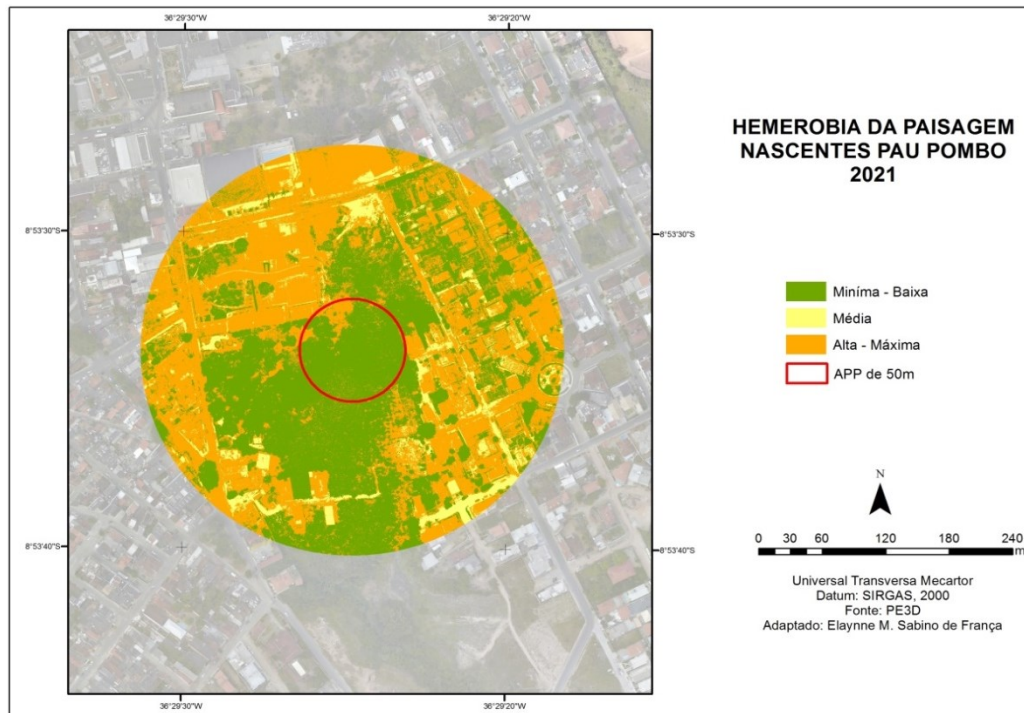 36°29'30"W
36°29'20"W
8°53'30"S
8°53'30"S
8°53'40"S
8°53'40"S
36°29'30"W
36°29'20"W
HEMEROBIA DA PAISAGEM
NASCENTES PAU POMBO
2021
Miníma - Baixa
Média
Alta - Máxima
APP de 50m
N
0 30 60 120 180 240
m
Universal Transversa Mecartor
Datum: SIRGAS, 2000
Fonte: PE3D
Adaptado: Elaynne M. Sabino de França